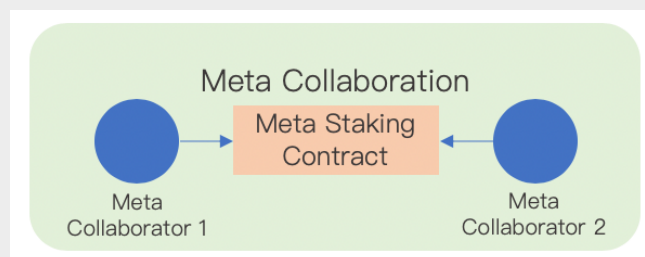 Meta Collaboration
Meta Staking
Contract
Meta
Collaborator 1
Meta
Collaborator 2